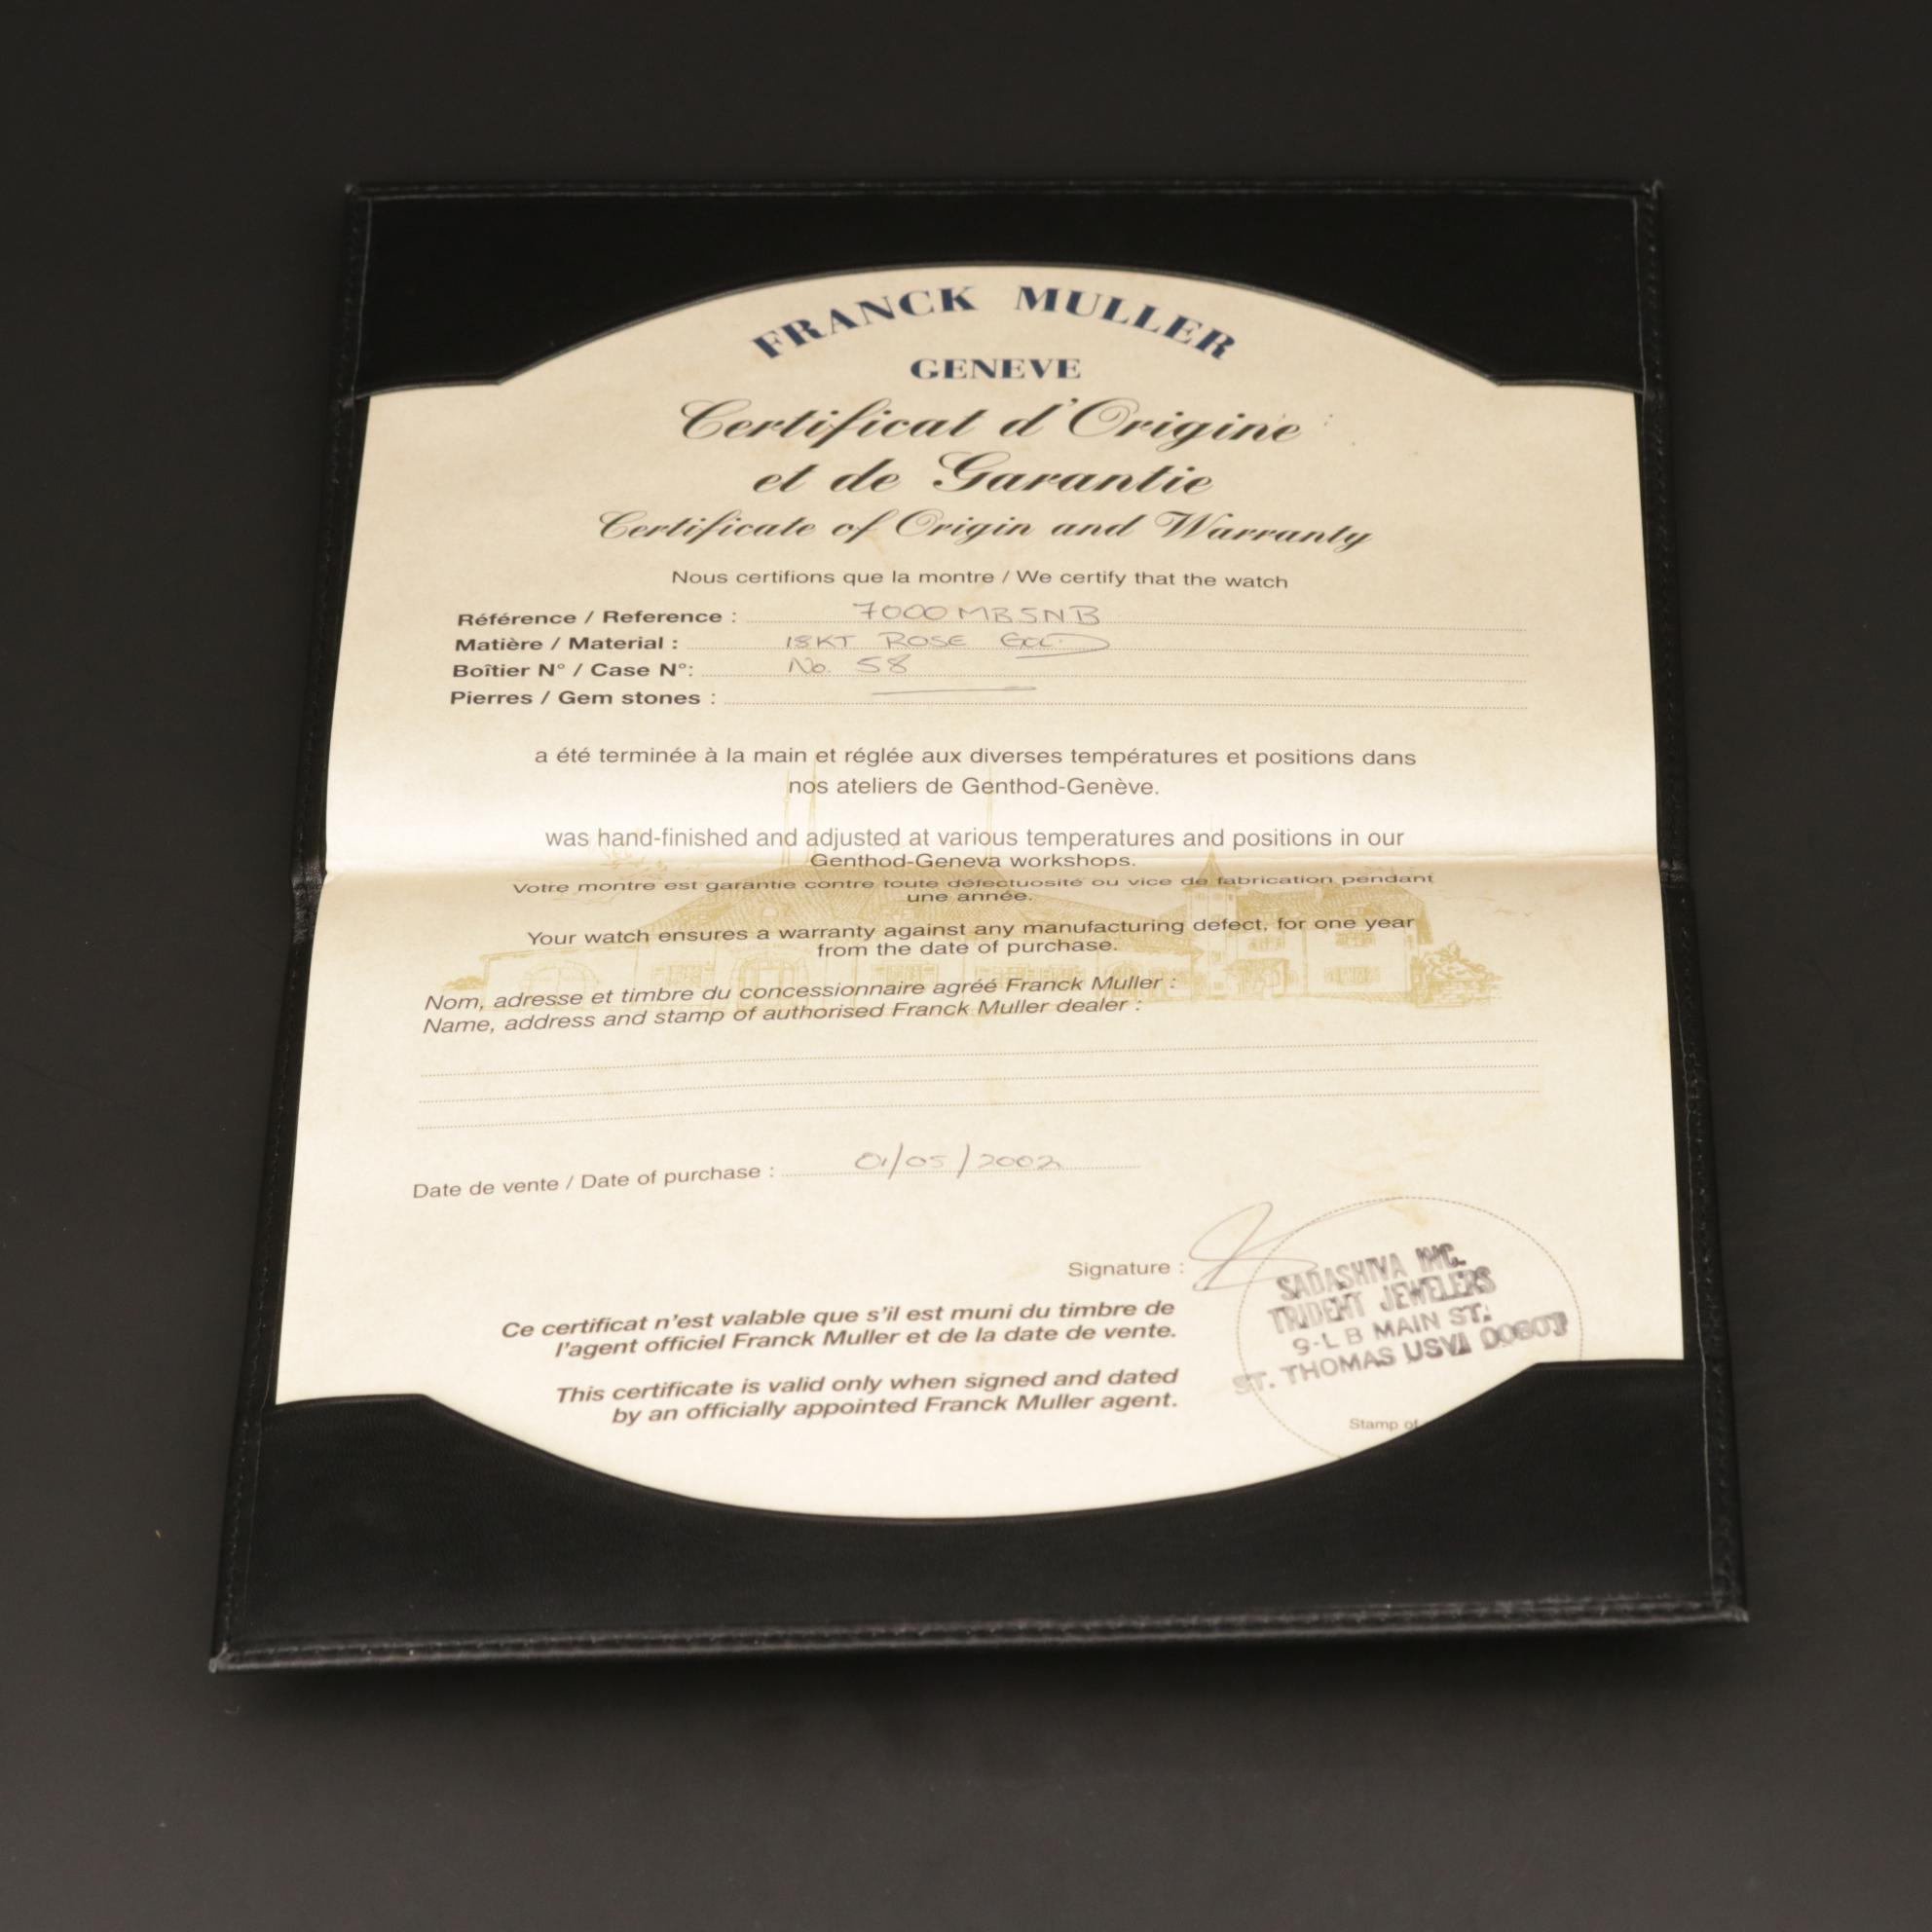 FRANCK MULLER
GENEVE
Certificat d'Origine
et de Garantie
Certificate of Origin and Warranty
Nous certifions que la montre / We certify that the watch
Référence / Reference : 7000 MB5NB
Matière / Material : 18KT ROSE GOLD
Boîtier N° / Case N°: No. 58
Pierres / Gem stones :
a été terminée à la main et réglée aux diverses températures et positions dans
nos ateliers de Genthod-Genève.
was hand-finished and adjusted at various temperatures and positions in our
Genthod-Geneva workshops.
Votre montre est garantie contre toute défectuosité ou vice de fabrication pendant
une année.
Your watch ensures a warranty against any manufacturing defect, for one year
from the date of purchase.
Nom, adresse et timbre du concessionnaire agréé Franck Muller :
Name, address and stamp of authorised Franck Muller dealer :
Date de vente / Date of purchase : 01/05/2002
Signature :
SADASHIVA INC.
TRIDENT JEWELERS
9-L B MAIN ST.
ST. THOMAS USVI
Ce certificat n'est valable que s'il est muni du timbre de
l'agent officiel Franck Muller et de la date de vente.
This certificate is valid only when signed and dated
by an officially appointed Franck Muller agent.
Stamp of